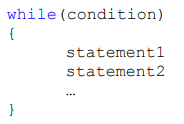 while(condition)
{
statement1
statement2
…
}